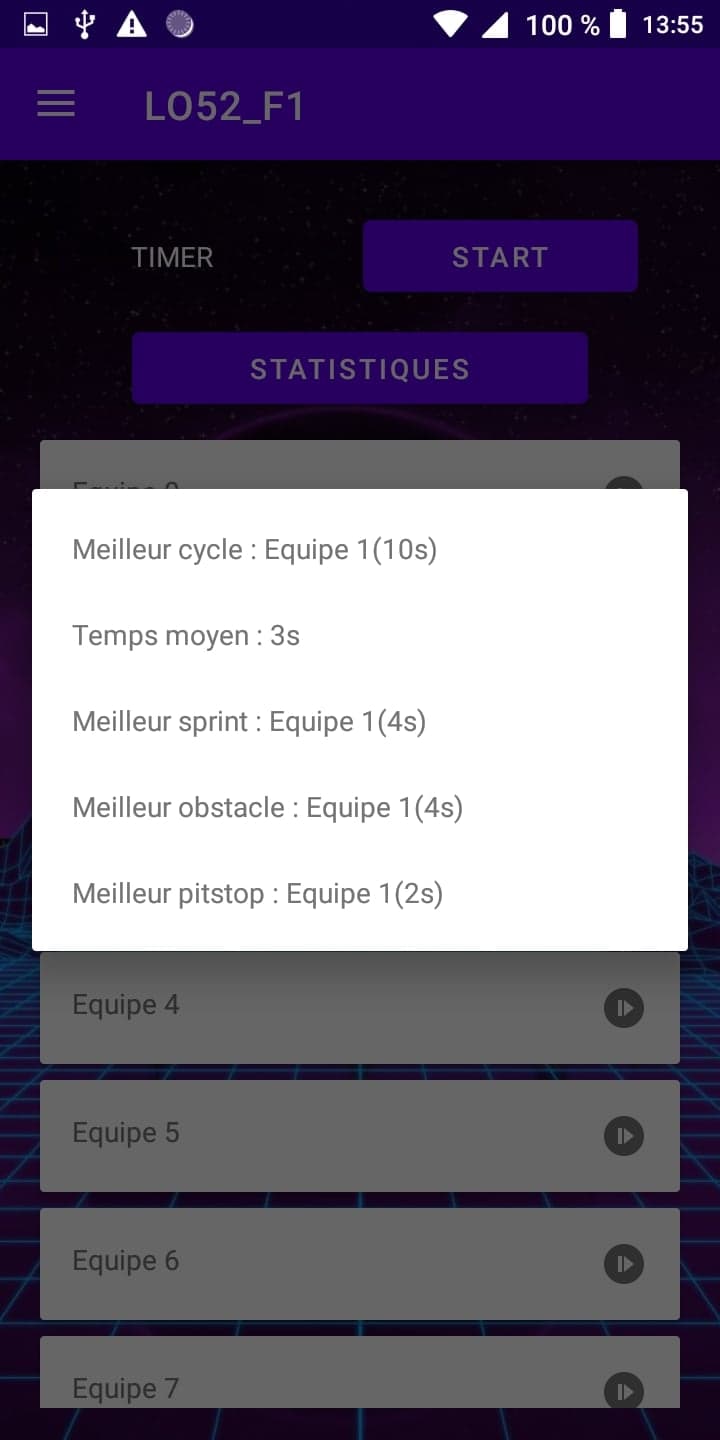 100 % 13:55
LO52_F1
TIMER
START
STATISTIQUES
Meilleur cycle : Equipe 1(10s)
Temps moyen : 3s
Meilleur sprint : Equipe 1(4s)
Meilleur obstacle : Equipe 1(4s)
Meilleur pitstop : Equipe 1(2s)
Equipe 4
Equipe 5
Equipe 6
Equipe 7